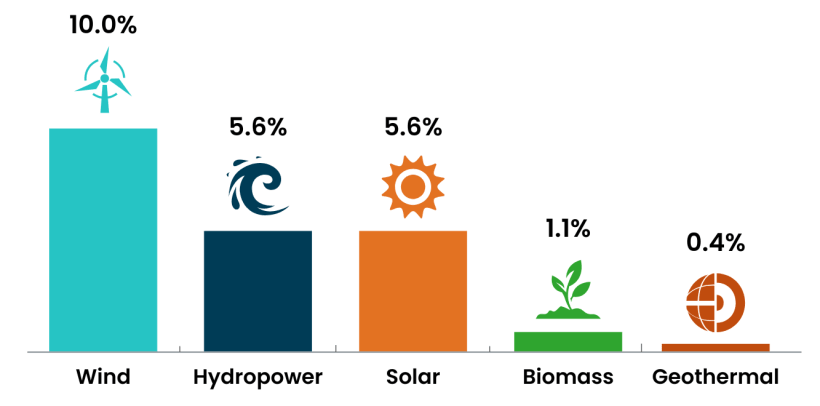 10.0%
5.6%
5.6%
1.1%
0.4%
Wind
Hydropower
Solar
Biomass
Geothermal